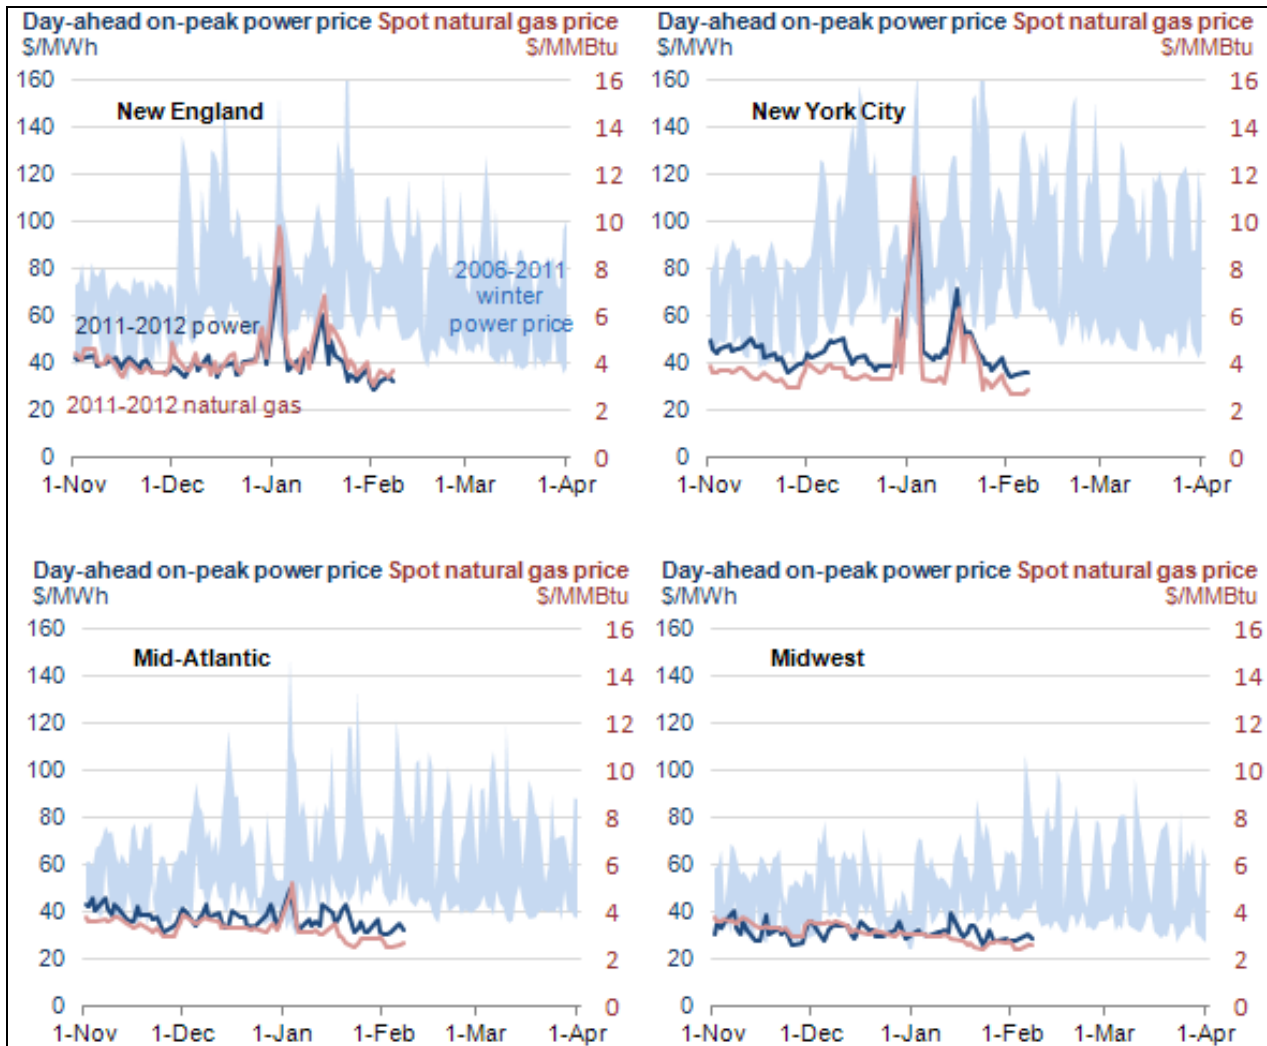 Day-ahead on-peak power price Spot natural gas price
$/MWh $/MMBtu
160 16
New England
140 14
120 12
100 10
80 8
2006-2011
winter
power price
60 6
2011-2012 power
40 4
2011-2012 natural gas
20 2
0 0
1-Nov 1-Dec 1-Jan 1-Feb 1-Mar 1-Apr
Day-ahead on-peak power price Spot natural gas price
$/MWh $/MMBtu
160 16
New York City
140 14
120 12
100 10
80 8
60 6
40 4
20 2
0 0
1-Nov 1-Dec 1-Jan 1-Feb 1-Mar 1-Apr
Day-ahead on-peak power price Spot natural gas price
$/MWh $/MMBtu
160 16
Mid-Atlantic
140 14
120 12
100 10
80 8
60 6
40 4
20 2
0 0
1-Nov 1-Dec 1-Jan 1-Feb 1-Mar 1-Apr
Day-ahead on-peak power price Spot natural gas price
$/MWh $/MMBtu
160 16
Midwest
140 14
120 12
100 10
80 8
60 6
40 4
20 2
0 0
1-Nov 1-Dec 1-Jan 1-Feb 1-Mar 1-Apr